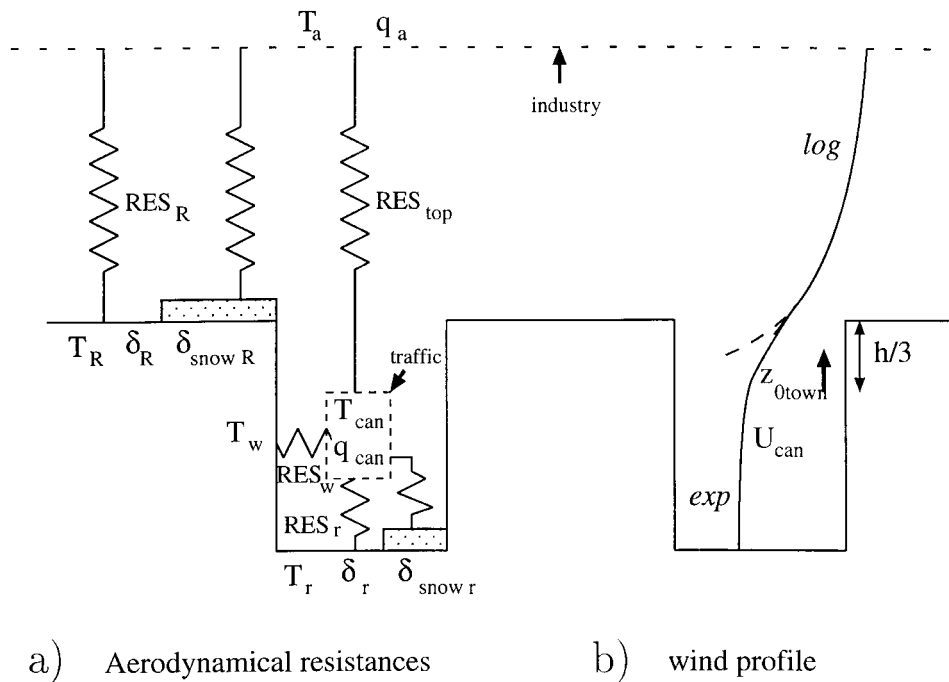 T_a q_a
industry
log
RES_R RES_top
T_R δ_R δ_snow R
traffic
h/3
z_0town
T_can
T_w q_can
U_can
RES_w
exp
RES_r
T_r δ_r δ_snow r
a) Aerodynamical resistances b) wind profile